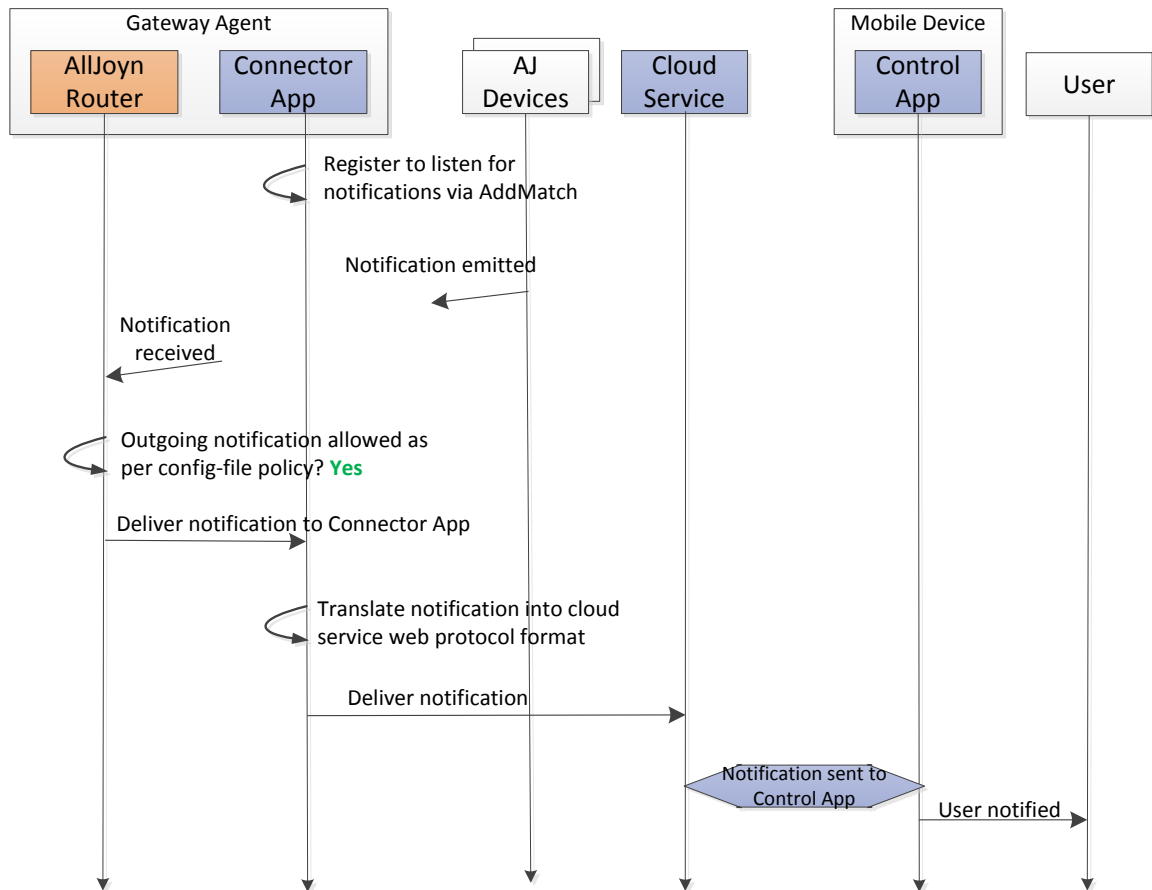 Gateway Agent
Mobile Device
AllJoyn
Router
Connector
App
AJ
Devices
Cloud
Service
Control
App
User
Register to listen for
notifications via AddMatch
Notification emitted
Notification
received
Outgoing notification allowed as
per config-file policy? Yes
Deliver notification to Connector App
Translate notification into cloud
service web protocol format
Deliver notification
Notification sent to
Control App
User notified